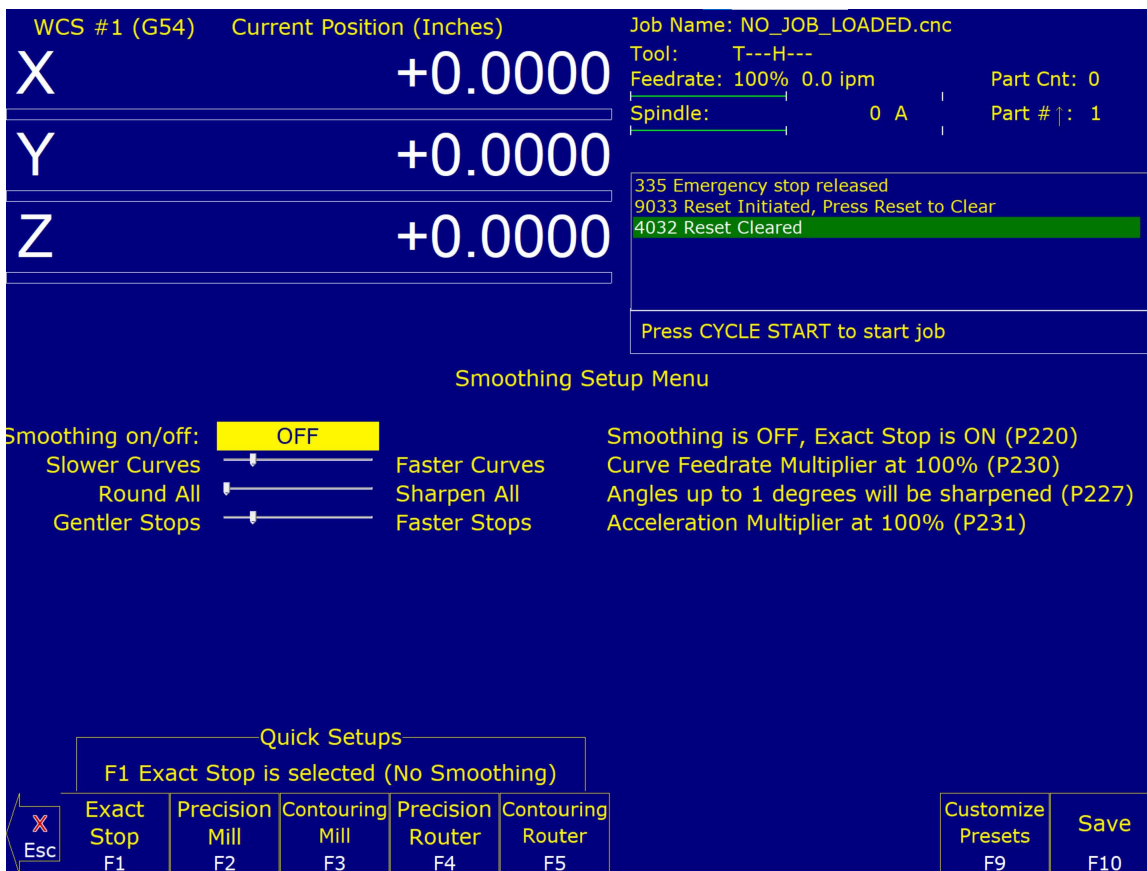 WCS #1 (G54) Current Position (Inches)
X +0.0000
Y +0.0000
Z +0.0000
Job Name: NO_JOB_LOADED.cnc
Tool: T---H---
Feedrate: 100% 0.0 ipm Part Cnt: 0
Spindle: 0 A Part #↑: 1
335 Emergency stop released
9033 Reset Initiated, Press Reset to Clear
4032 Reset Cleared
Press CYCLE START to start job
Smoothing Setup Menu
Smoothing on/off: OFF Smoothing is OFF, Exact Stop is ON (P220)
Slower Curves Faster Curves Curve Feedrate Multiplier at 100% (P230)
Round All Sharpen All Angles up to 1 degrees will be sharpened (P227)
Gentler Stops Faster Stops Acceleration Multiplier at 100% (P231)
Quick Setups
F1 Exact Stop is selected (No Smoothing)
X
Esc
Exact
Stop
F1
Precision
Mill
F2
Contouring
Mill
F3
Precision
Router
F4
Contouring
Router
F5
Customize
Presets
F9
Save
F10